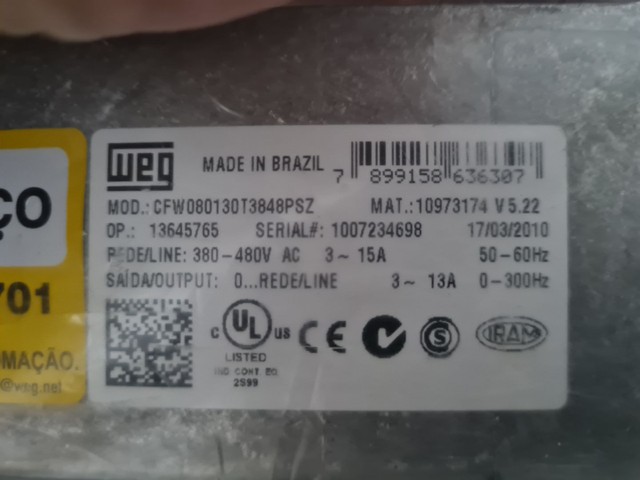 weg MADE IN BRAZIL 7 899158 636307
MOD.: CFW080130T3848PSZ MAT.:10973174 V 5.22
OP.: 13645765 SERIAL#: 1007234698 17/03/2010
REDE/LINE: 380-480V AC 3~ 15A 50-60Hz
SAÍDA/OUTPUT: 0...REDE/LINE 3~ 13A 0-300Hz
C UL US CE S IRAM
LISTED
IND. CONT. EQ.
2S99
ÇO
701
OMAÇÃO.
@weg.net